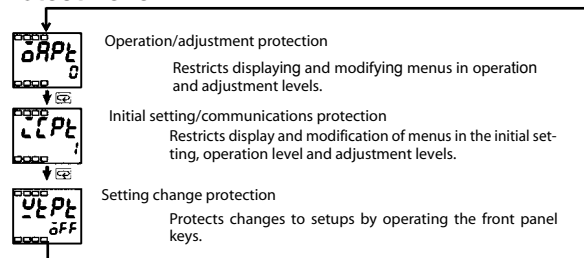 oAPt
0
Operation/adjustment protection
Restricts displaying and modifying menus in operation
and adjustment levels.
iCPt
1
Initial setting/communications protection
Restricts display and modification of menus in the initial set-
ting, operation level and adjustment levels.
WtPt
oFF
Setting change protection
Protects changes to setups by operating the front panel
keys.